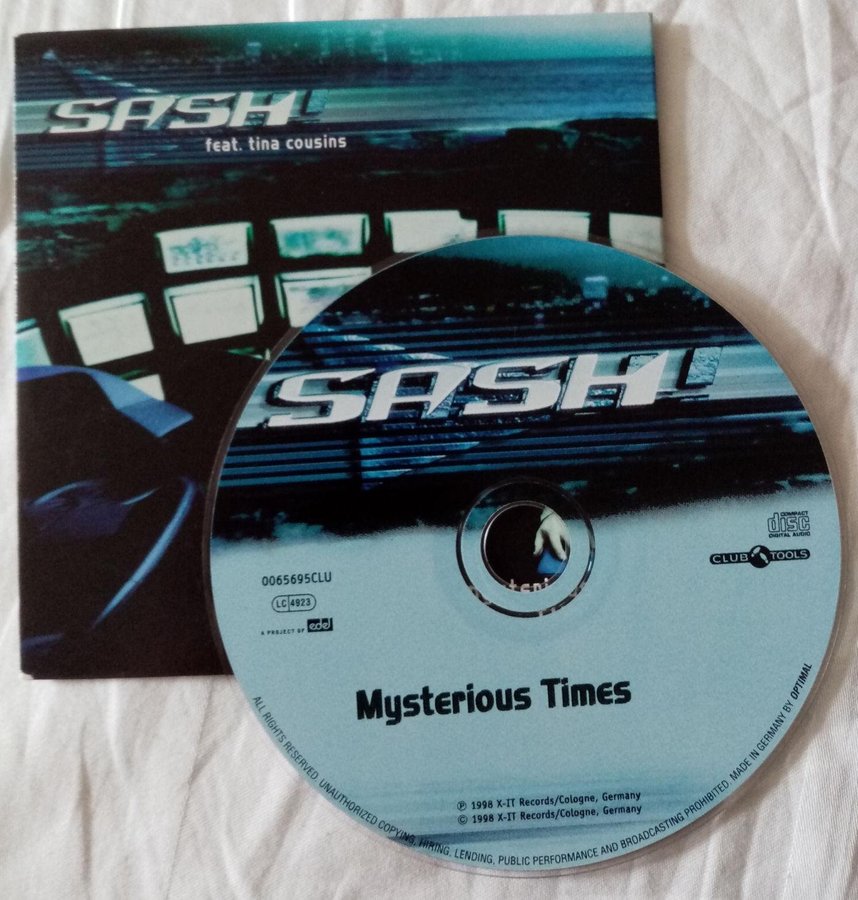 SASH!
feat. tina cousins
SASH!
COMPACT
disc
DIGITAL AUDIO
CLUB TOOLS
0065695CLU
LC 4923
A PROJECT OF edel
Mysterious Times
℗ 1998 X-IT Records/Cologne, Germany
© 1998 X-IT Records/Cologne, Germany
ALL RIGHTS RESERVED. UNAUTHORIZED COPYING, HIRING, LENDING, PUBLIC PERFORMANCE AND BROADCASTING PROHIBITED. MADE IN GERMANY BY OPTIMAL